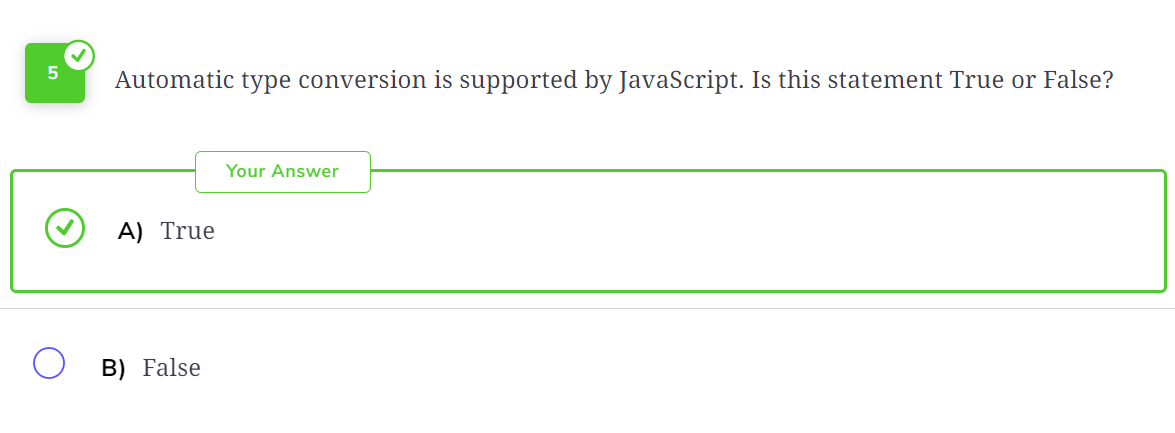 5
Automatic type conversion is supported by JavaScript. Is this statement True or False?
Your Answer
A) True
B) False